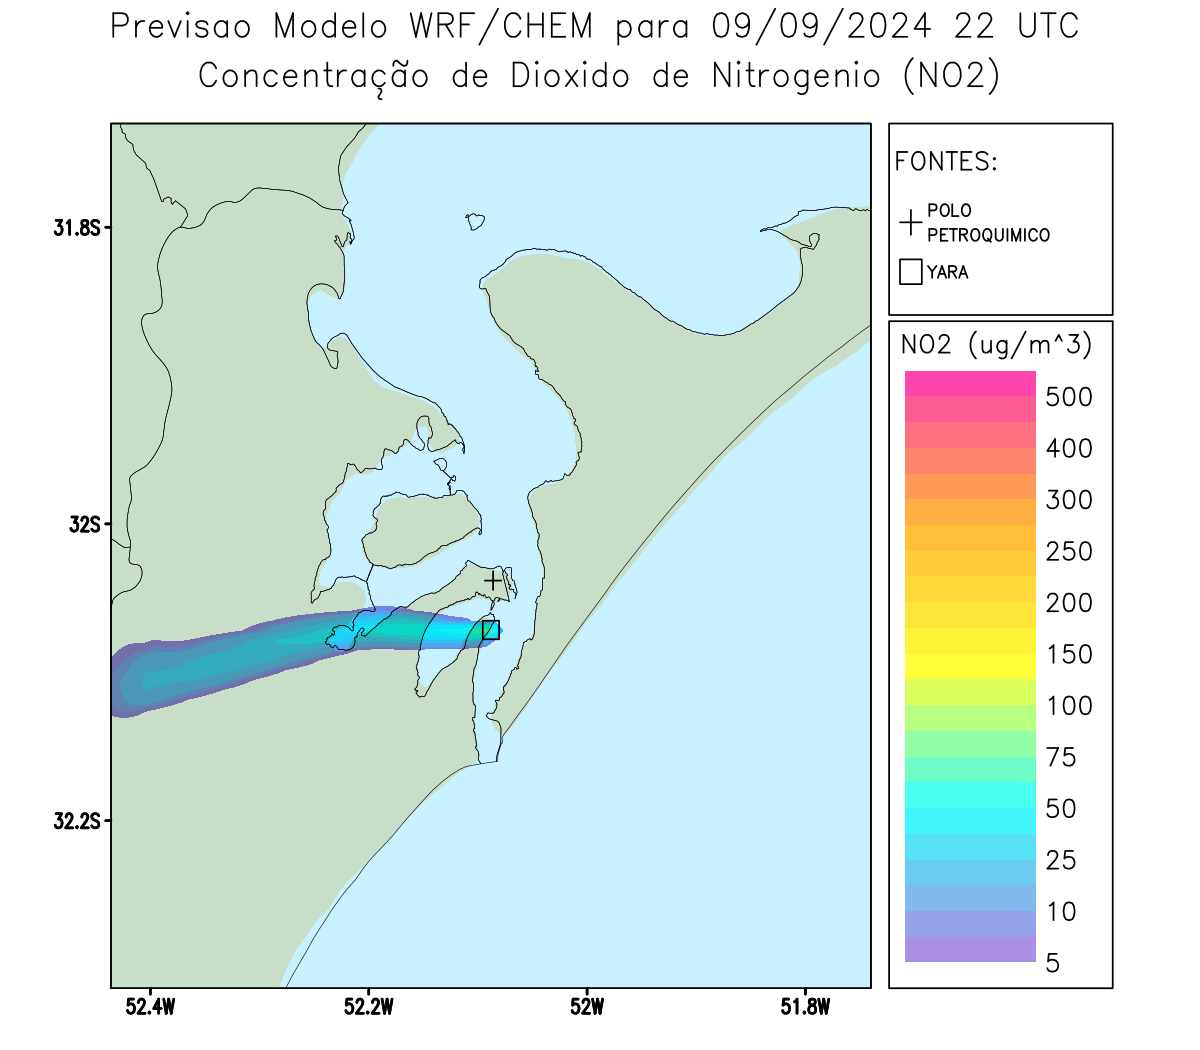 Previsao Modelo WRF/CHEM para 09/09/2024 22 UTC
Concentração de Dioxido de Nitrogenio (NO2)
FONTES:
POLO
PETROQUIMICO
YARA
NO2 (ug/m^3)
500
400
300
250
200
150
100
75
50
25
10
5
31.8S
32S
32.2S
52.4W
52.2W
52W
51.8W